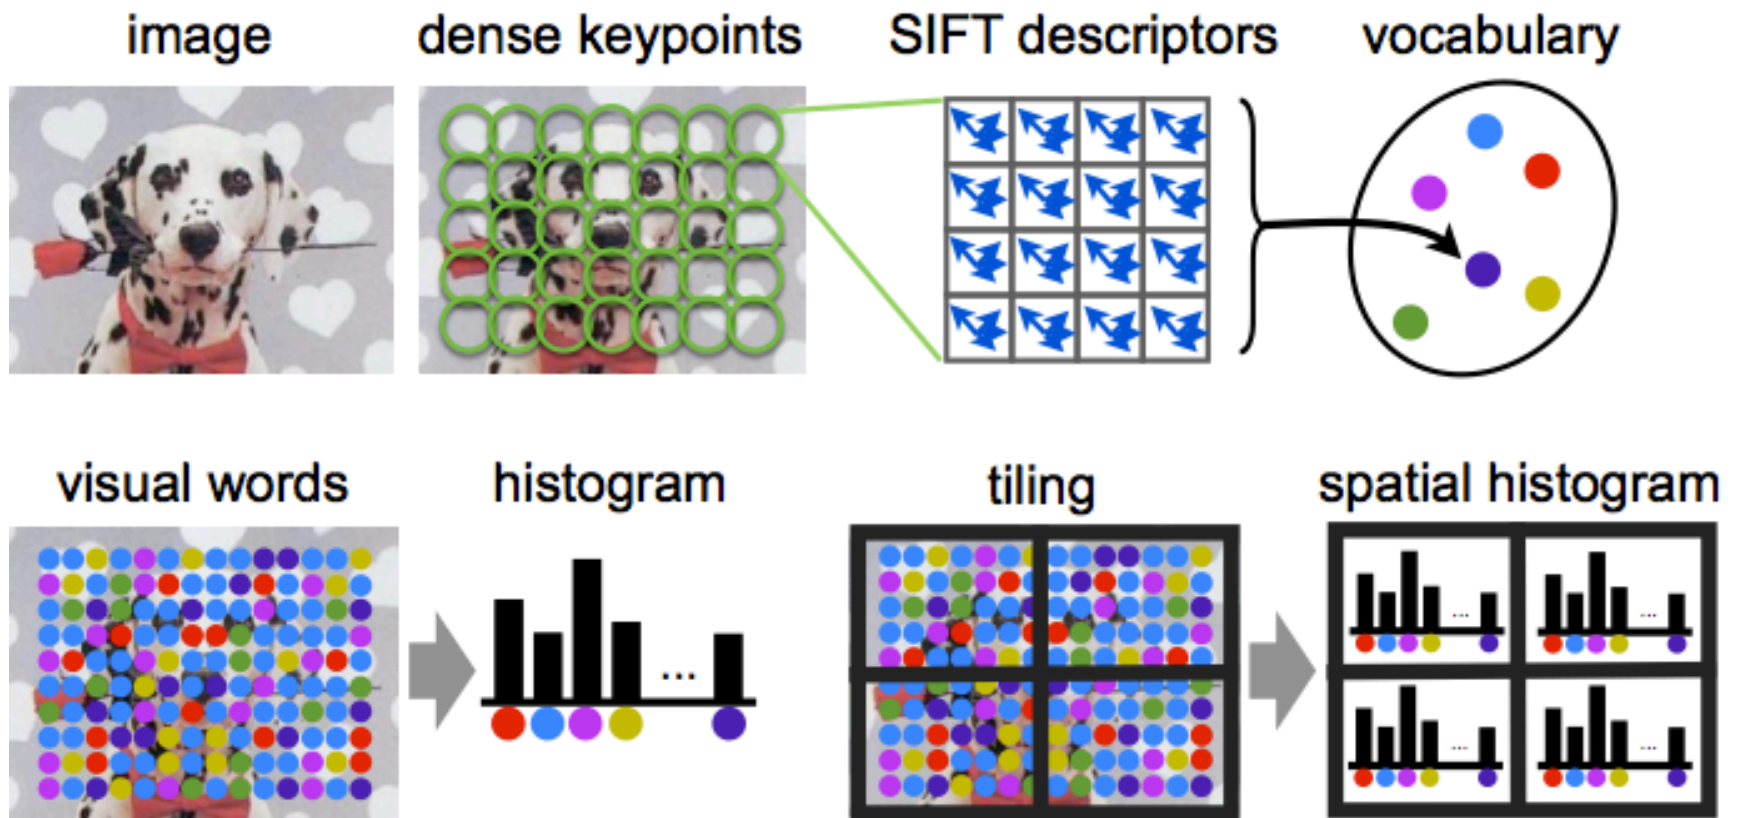 image
dense keypoints
SIFT descriptors
vocabulary
visual words
histogram
tiling
spatial histogram
...
...
...
...
...